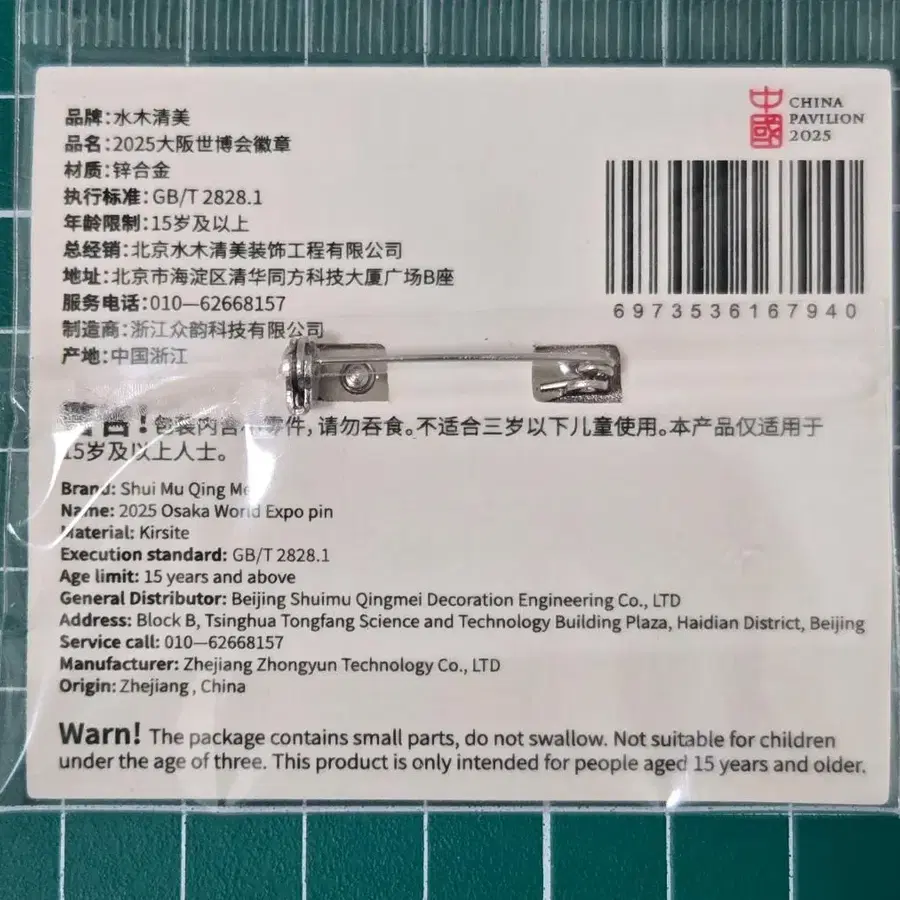 中國
CHINA
PAVILION
2025
品牌:水木清美
品名:2025大阪世博会徽章
材质:锌合金
执行标准:GB/T 2828.1
年龄限制:15岁及以上
总经销:北京水木清美装饰工程有限公司
地址:北京市海淀区清华同方科技大厦广场B座
服务电话:010—62668157
制造商:浙江众韵科技有限公司
产地:中国浙江
6973536167940
告!包装内含 零件,请勿吞食。不适合三岁以下儿童使用。本产品仅适用于
15岁及以上人士。
Brand: Shui Mu Qing
Name: 2025 Osaka World Expo pin
Material: Kirsite
Execution standard: GB/T 2828.1
Age limit: 15 years and above
General Distributor: Beijing Shuimu Qingmei Decoration Engineering Co., LTD
Address: Block B, Tsinghua Tongfang Science and Technology Building Plaza, Haidian District, Beijing
Service call: 010—62668157
Manufacturer: Zhejiang Zhongyun Technology Co., LTD
Origin: Zhejiang , China
Warn! The package contains small parts, do not swallow. Not suitable for children
under the age of three. This product is only intended for people aged 15 years and older.